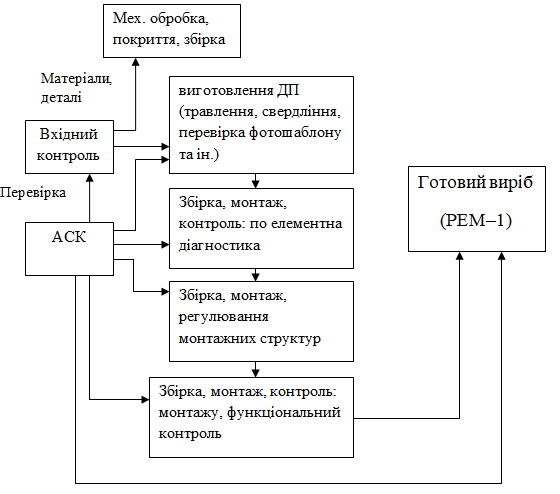 Мех. обробка,
покриття, збірка
Матеріали,
деталі
виготовлення ДП
(травлення, свердління,
перевірка фотошаблону
та ін.)
Вхідний
контроль
Перевірка
АСК
Збірка, монтаж,
контроль: по елементна
діагностика
Готовий виріб
(РЕМ–1)
Збірка, монтаж,
регулювання
монтажних структур
Збірка, монтаж, контроль:
монтажу, функціональний
контроль